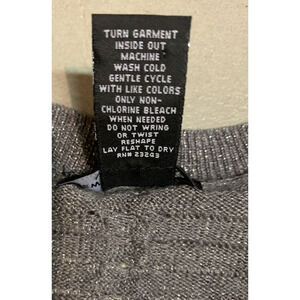 TURN GARMENT
INSIDE OUT
MACHINE
WASH COLD
GENTLE CYCLE
WITH LIKE COLORS
ONLY NON-
CHLORINE BLEACH
WHEN NEEDED
DO NOT WRING
OR TWIST
RESHAPE
LAY FLAT TO DRY
RN# 23243